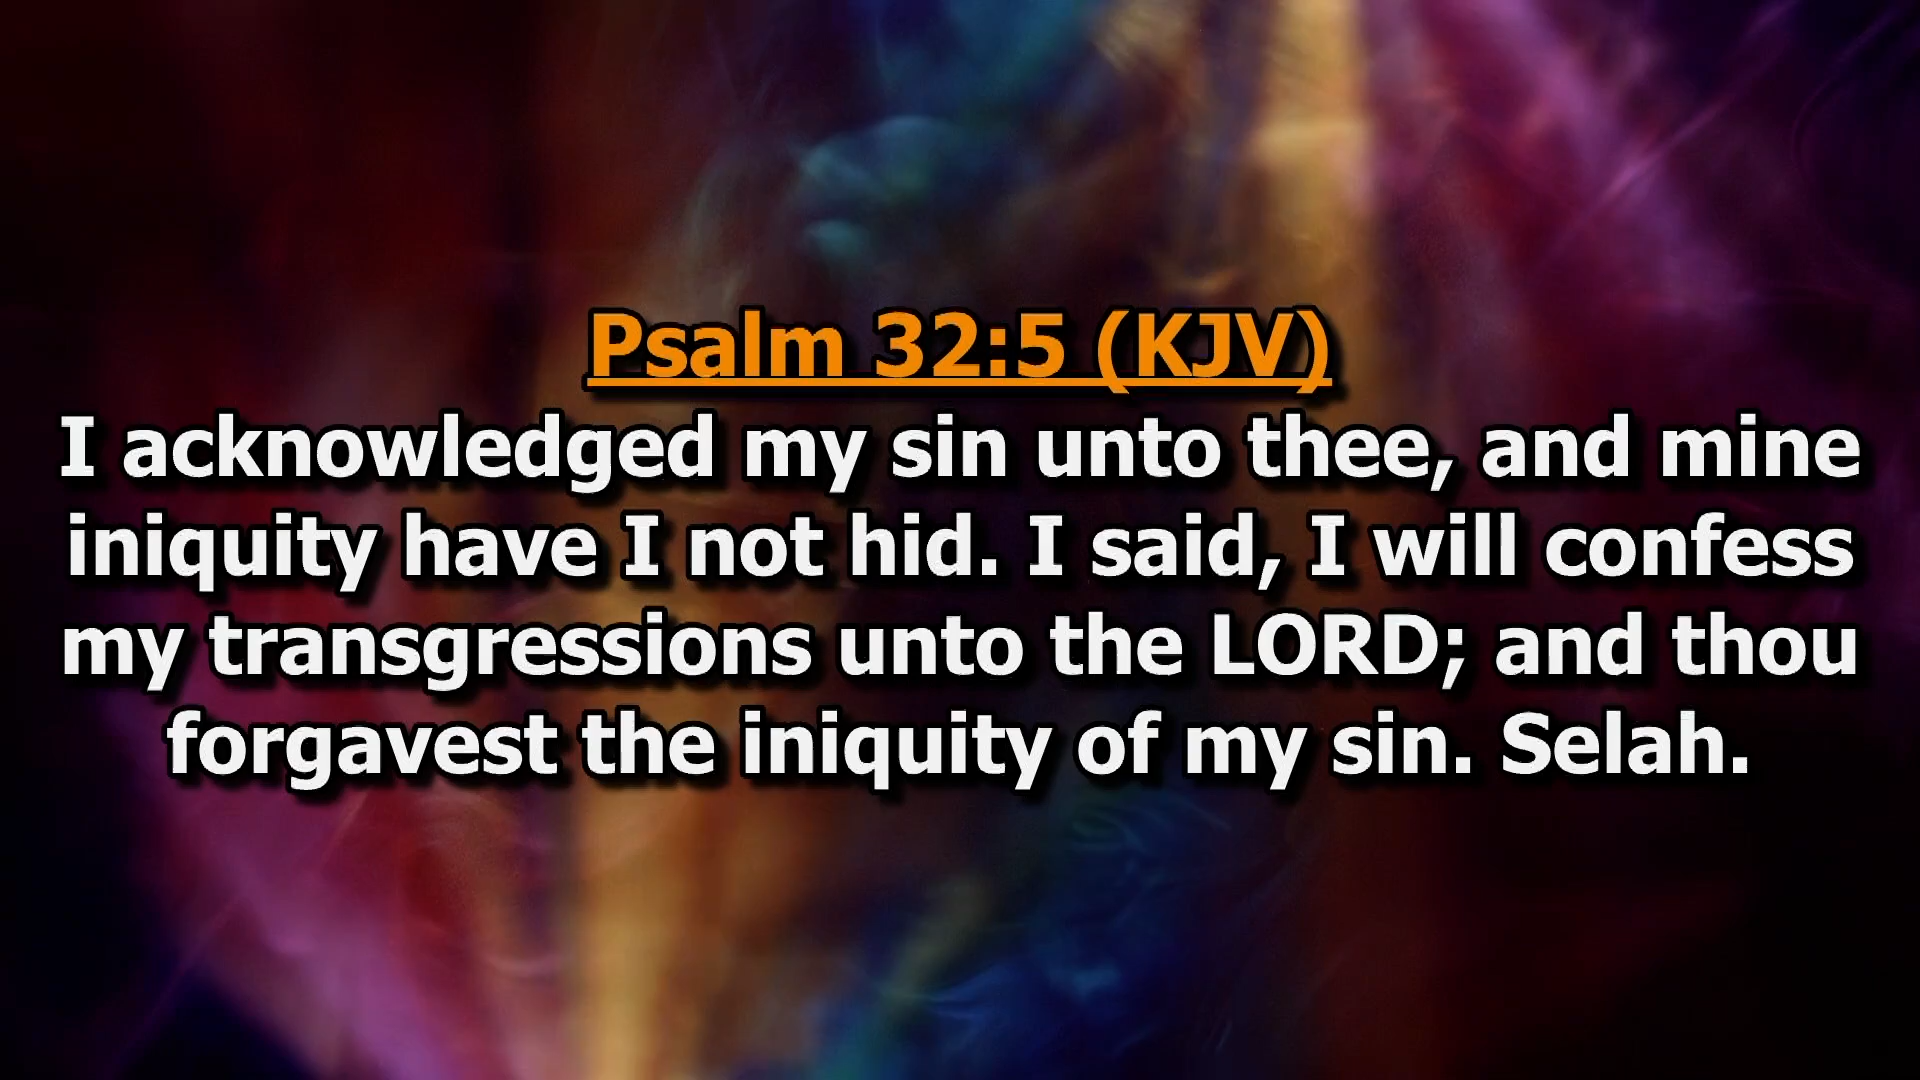 Psalm 32:5 (KJV)
I acknowledged my sin unto thee, and mine
iniquity have I not hid. I said, I will confess
my transgressions unto the LORD; and thou
forgavest the iniquity of my sin. Selah.